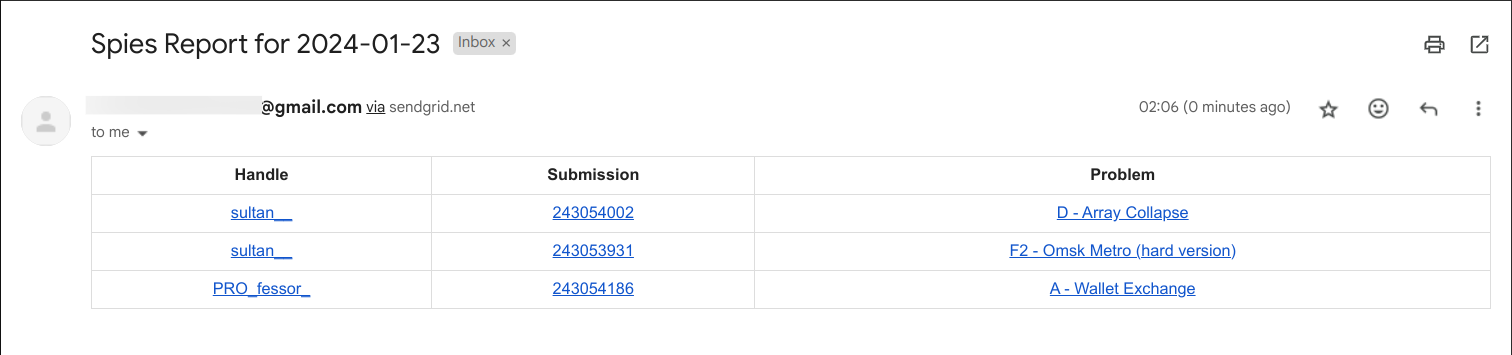 Spies Report for 2024-01-23 Inbox ×
@gmail.com via sendgrid.net 02:06 (0 minutes ago)
to me
Handle Submission Problem
sultan__ 243054002 D - Array Collapse
sultan__ 243053931 F2 - Omsk Metro (hard version)
PRO_fessor_ 243054186 A - Wallet Exchange